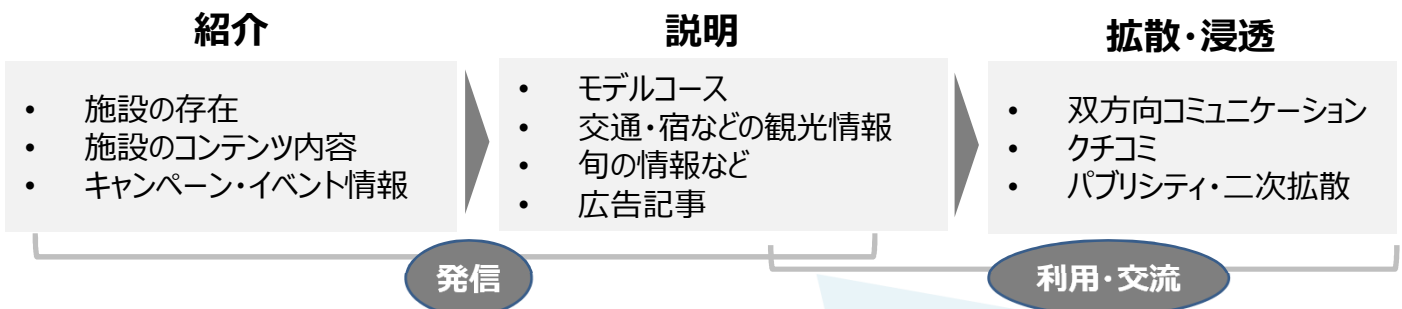 紹介
• 施設の存在
• 施設のコンテンツ内容
• キャンペーン・イベント情報
説明
• モデルコース
• 交通・宿などの観光情報
• 旬の情報など
• 広告記事
拡散・浸透
• 双方向コミュニケーション
• クチコミ
• パブリシティ・二次拡散
発信
利用・交流